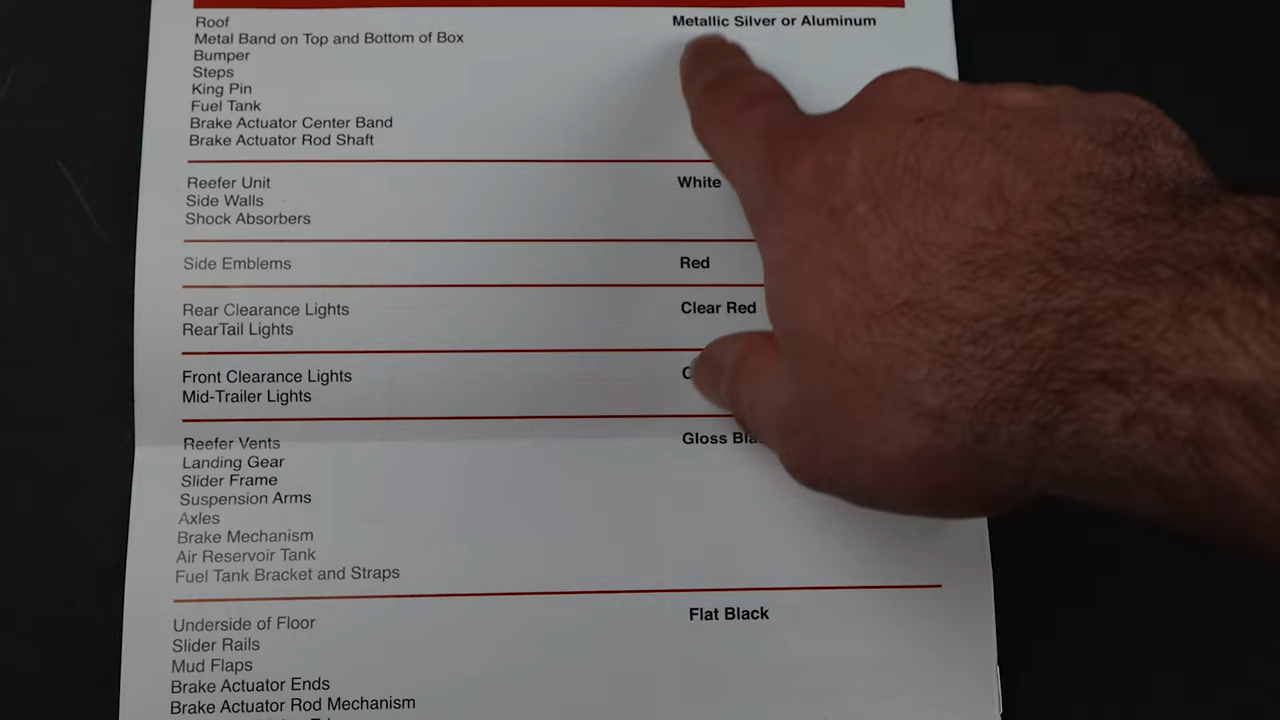 Roof Metallic Silver or Aluminum
Metal Band on Top and Bottom of Box
Bumper
Steps
King Pin
Fuel Tank
Brake Actuator Center Band
Brake Actuator Rod Shaft
Reefer Unit White
Side Walls
Shock Absorbers
Side Emblems Red
Rear Clearance Lights Clear Red
RearTail Lights
Front Clearance Lights
Mid-Trailer Lights
Reefer Vents Gloss
Landing Gear
Slider Frame
Suspension Arms
Axles
Brake Mechanism
Air Reservoir Tank
Fuel Tank Bracket and Straps
Underside of Floor Flat Black
Slider Rails
Mud Flaps
Brake Actuator Ends
Brake Actuator Rod Mechanism